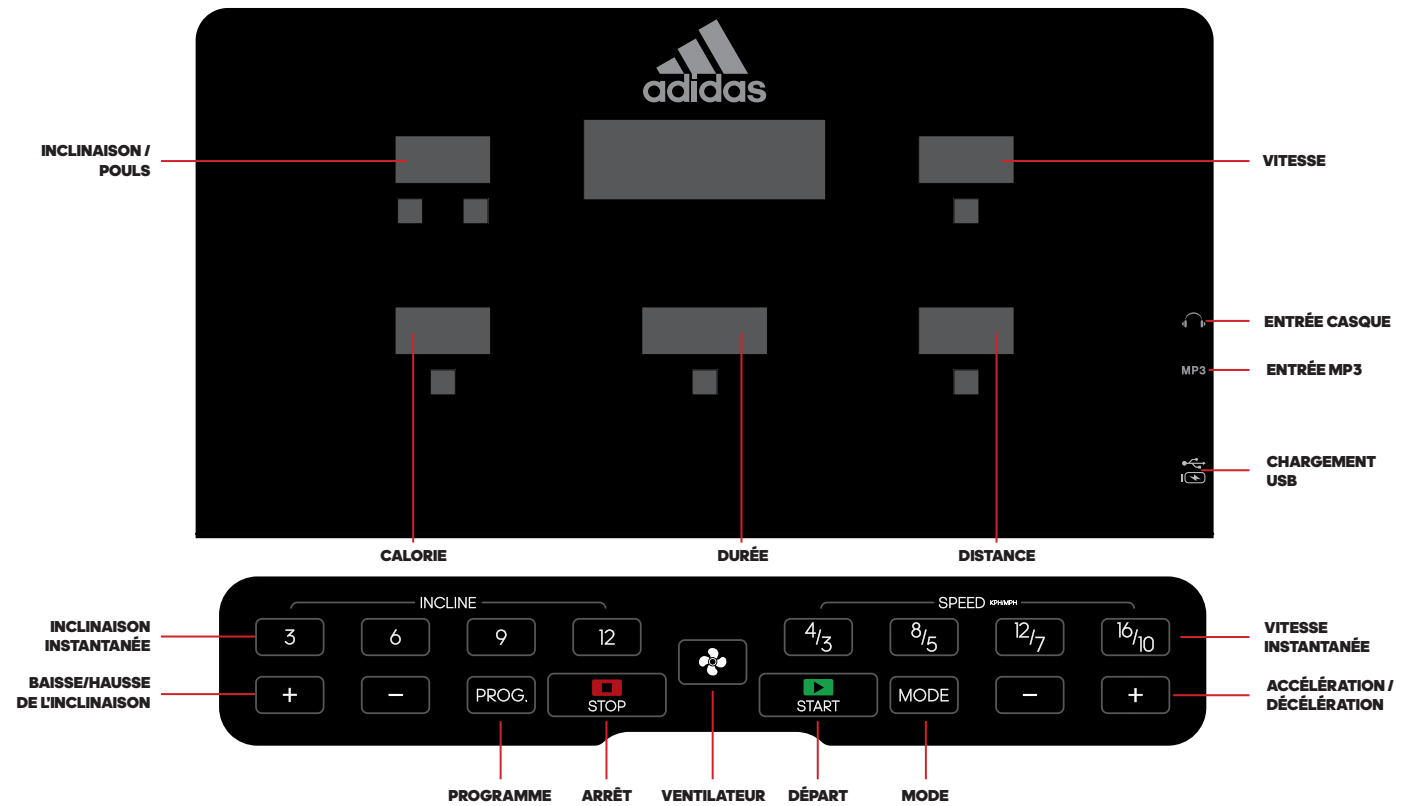 adidas
INCLINAISON /
POULS
VITESSE
ENTRÉE CASQUE
MP3
ENTRÉE MP3
CHARGEMENT
USB
CALORIE
DURÉE
DISTANCE
INCLINE
SPEED KPH/MPH
INCLINAISON
INSTANTANÉE
3
6
9
12
4/3
8/5
12/7
16/10
VITESSE
INSTANTANÉE
BAISSE/HAUSSE
DE L'INCLINAISON
+
−
PROG.
STOP
START
MODE
−
+
ACCÉLÉRATION /
DÉCÉLÉRATION
PROGRAMME
ARRÊT
VENTILATEUR
DÉPART
MODE